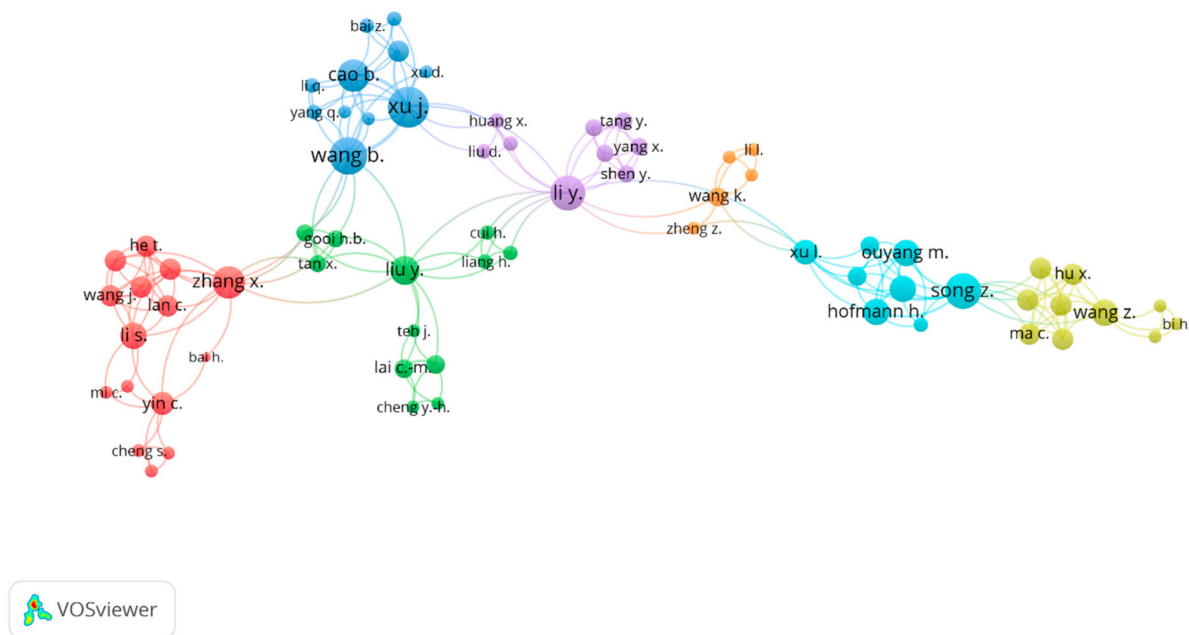 bai z.
cao b.
xu d.
li q.
xu j.
yang q.
wang b.
huang x.
liu d.
tang y.
yang x.
shen y.
li y.
li l.
wang k.
zheng z.
gooi h.b.
tan x.
liu y.
cui h.
liang h.
he t.
zhang x.
wang j.
lan c.
li s.
bai h.
mi c.
yin c.
cheng s.
teh j.
lai c.-m.
cheng y.-h.
xu l.
ouyang m.
song z.
hofmann h.
hu x.
wang z.
ma c.
bi h.
VOSviewer